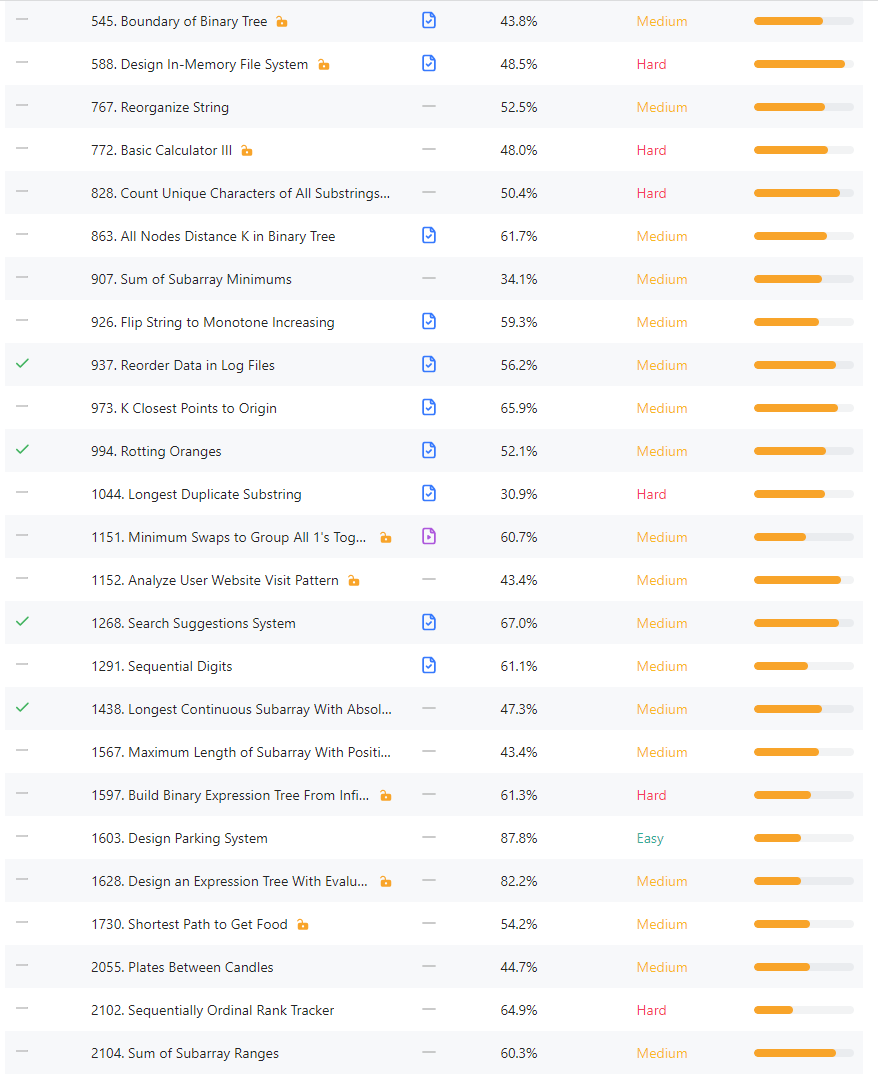 545. Boundary of Binary Tree 43.8% Medium
588. Design In-Memory File System 48.5% Hard
767. Reorganize String 52.5% Medium
772. Basic Calculator III 48.0% Hard
828. Count Unique Characters of All Substrings... 50.4% Hard
863. All Nodes Distance K in Binary Tree 61.7% Medium
907. Sum of Subarray Minimums 34.1% Medium
926. Flip String to Monotone Increasing 59.3% Medium
937. Reorder Data in Log Files 56.2% Medium
973. K Closest Points to Origin 65.9% Medium
994. Rotting Oranges 52.1% Medium
1044. Longest Duplicate Substring 30.9% Hard
1151. Minimum Swaps to Group All 1's Tog... 60.7% Medium
1152. Analyze User Website Visit Pattern 43.4% Medium
1268. Search Suggestions System 67.0% Medium
1291. Sequential Digits 61.1% Medium
1438. Longest Continuous Subarray With Absol... 47.3% Medium
1567. Maximum Length of Subarray With Positi... 43.4% Medium
1597. Build Binary Expression Tree From Infi... 61.3% Hard
1603. Design Parking System 87.8% Easy
1628. Design an Expression Tree With Evalu... 82.2% Medium
1730. Shortest Path to Get Food 54.2% Medium
2055. Plates Between Candles 44.7% Medium
2102. Sequentially Ordinal Rank Tracker 64.9% Hard
2104. Sum of Subarray Ranges 60.3% Medium